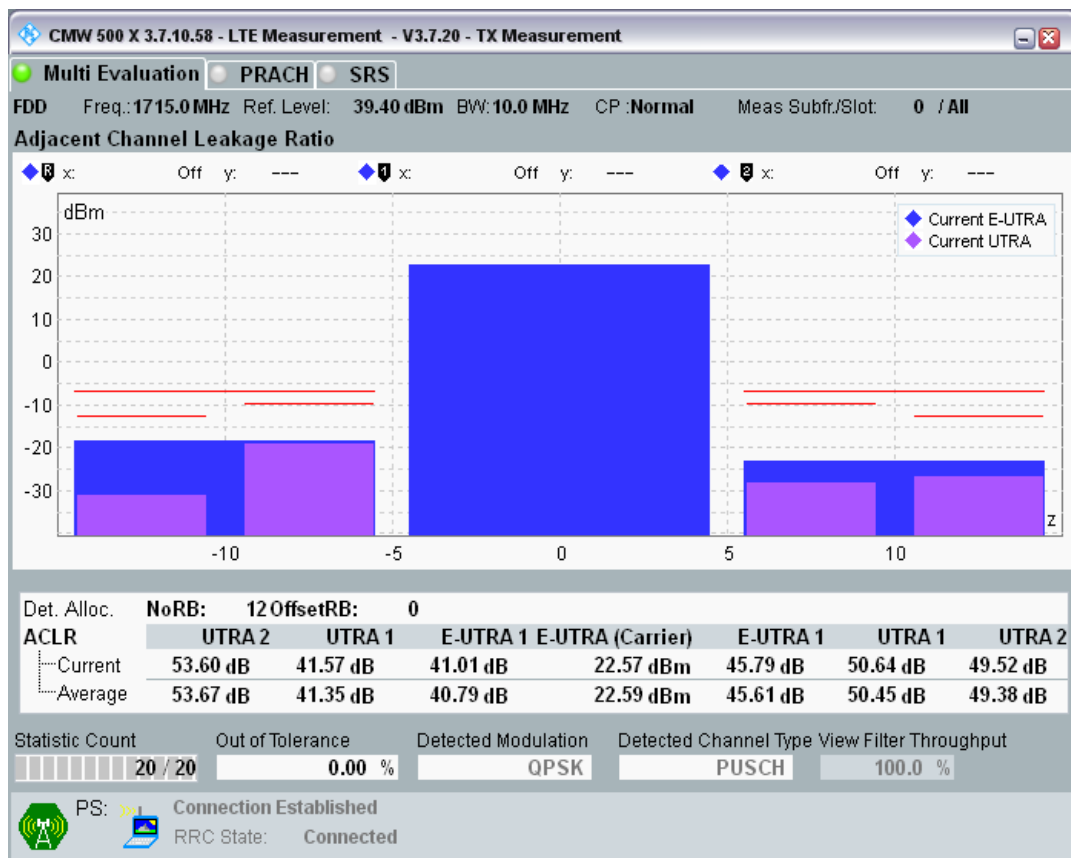 CMW 500 X 3.7.10.58 - LTE Measurement - V3.7.20 - TX Measurement
Multi Evaluation PRACH SRS
FDD Freq.:1715.0 MHz Ref. Level: 39.40 dBm BW:10.0 MHz CP :Normal Meas Subfr./Slot: 0 / All
Adjacent Channel Leakage Ratio
R x: Off y: --- 1 x: Off y: --- 2 x: Off y: ---
dBm
Current E-UTRA
Current UTRA
30
20
10
0
-10
-20
-30
z
-10 -5 0 5 10
Det. Alloc. NoRB: 12 OffsetRB: 0
ACLR UTRA 2 UTRA 1 E-UTRA 1 E-UTRA (Carrier) E-UTRA 1 UTRA 1 UTRA 2
Current 53.60 dB 41.57 dB 41.01 dB 22.57 dBm 45.79 dB 50.64 dB 49.52 dB
Average 53.67 dB 41.35 dB 40.79 dB 22.59 dBm 45.61 dB 50.45 dB 49.38 dB
Statistic Count Out of Tolerance Detected Modulation Detected Channel Type View Filter Throughput
20 / 20 0.00 % QPSK PUSCH 100.0 %
PS: Connection Established
RRC State: Connected